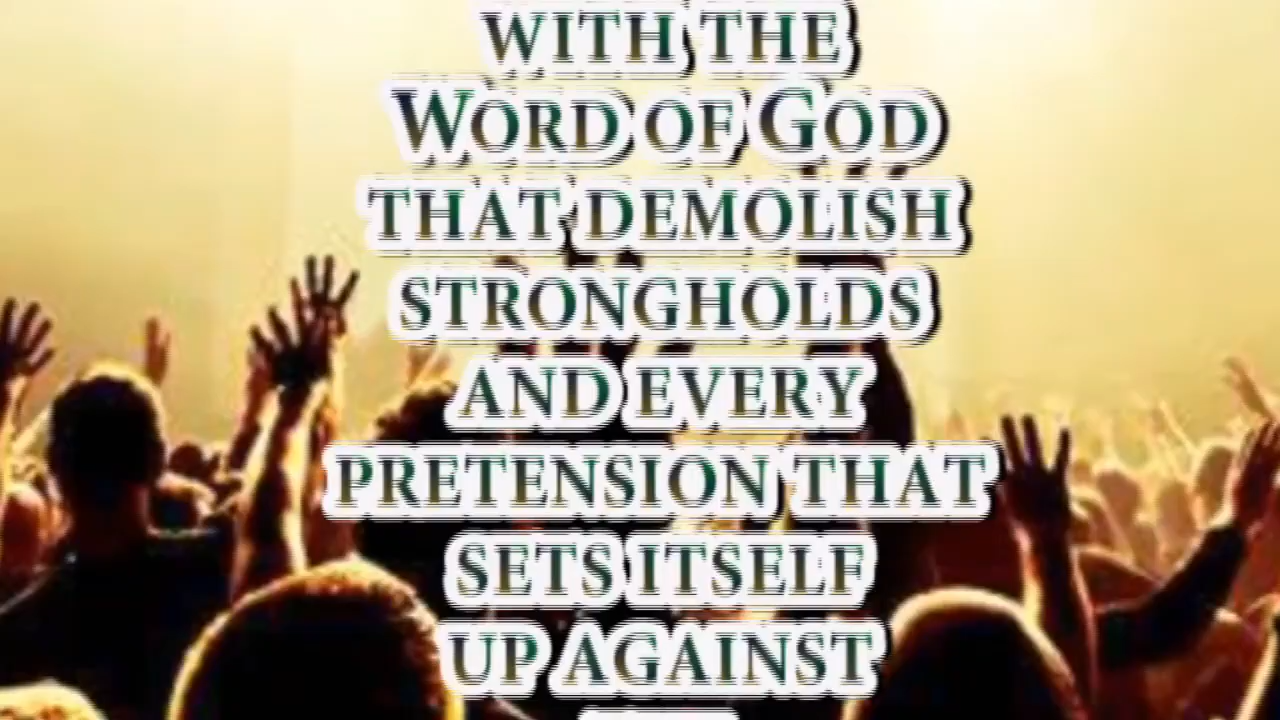 WITH THE
WORD OF GOD
THAT DEMOLISH
STRONGHOLDS
AND EVERY
PRETENSION THAT
SETS ITSELF
UP AGAINST